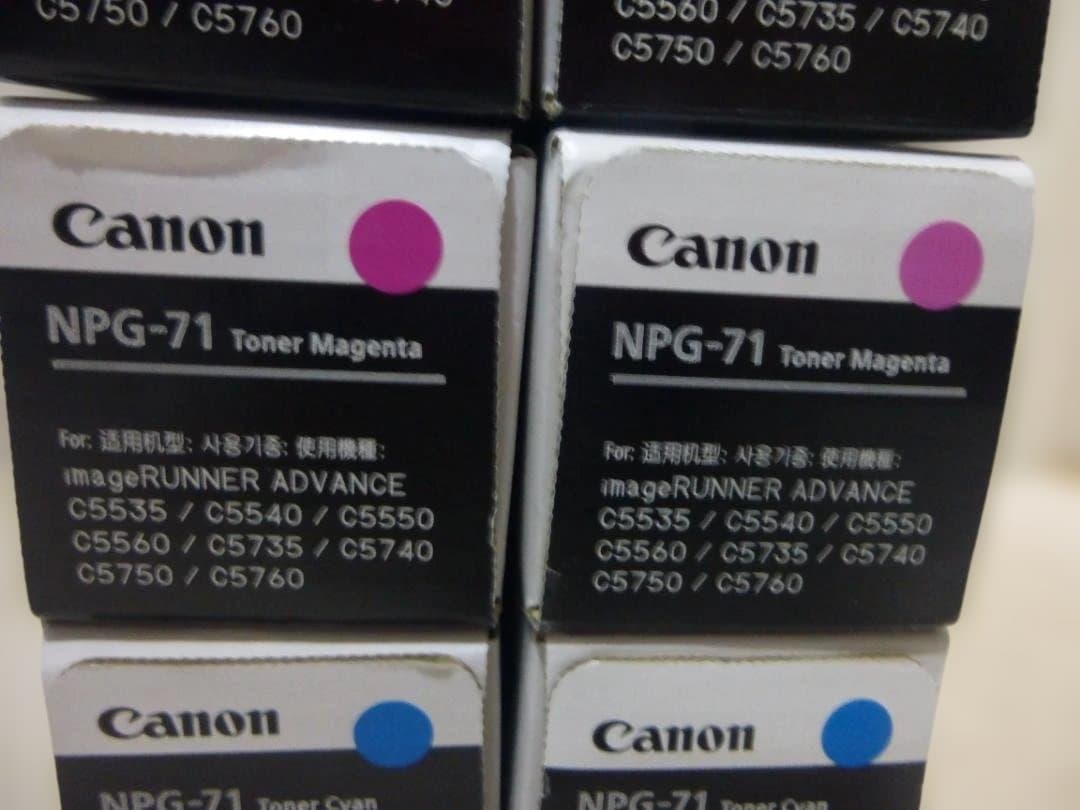 C5750 / C5760
C5560 / C5735 / C5740
C5750 / C5760
Canon
NPG-71 Toner Magenta
For: 适用机型: 사용기종: 使用機種:
imageRUNNER ADVANCE
C5535 / C5540 / C5550
C5560 / C5735 / C5740
C5750 / C5760
Canon
NPG-71 Toner Magenta
For: 适用机型: 사용기종: 使用機種:
imageRUNNER ADVANCE
C5535 / C5540 / C5550
C5560 / C5735 / C5740
C5750 / C5760
Canon
NPG-71 Toner Cyan
Canon
NPG-71 Toner Cyan